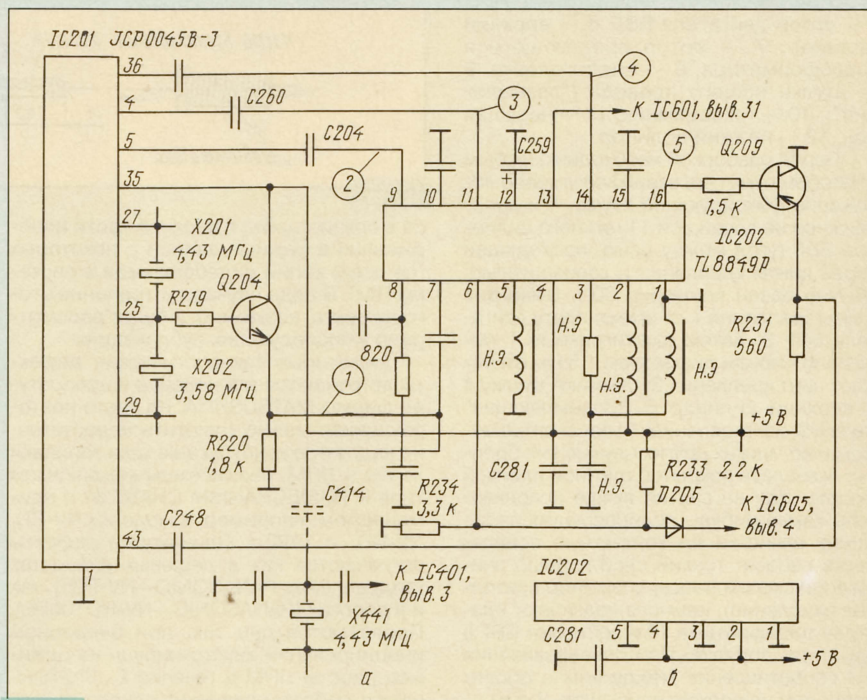 IC201 JCP0045B-J
36
4
К IC601, выв.31
3
4
C260
5
C204
2
C259
5
Q209
35
9 10 11 12 13 14 15 16
1,5 к
27
X201
4,43 МГц
IC202
TL8849P
Q204
25
R219
8 7 6 5 4 3 2 1
820
Н.Э.
Н.Э
Н.Э.
Н.Э
R231
560
X202
3,58 МГц
29
1
+5 В
R220
1,8 к
C281
Н.Э.
R233 2,2 к
C414
R234
3,3 к
D205
К IC605,
выв.4
43
C248
1
К IC401,
выв.3
X441
4,43 МГц
IC202
C281
5 4 3 2 1
+5 В
а
б